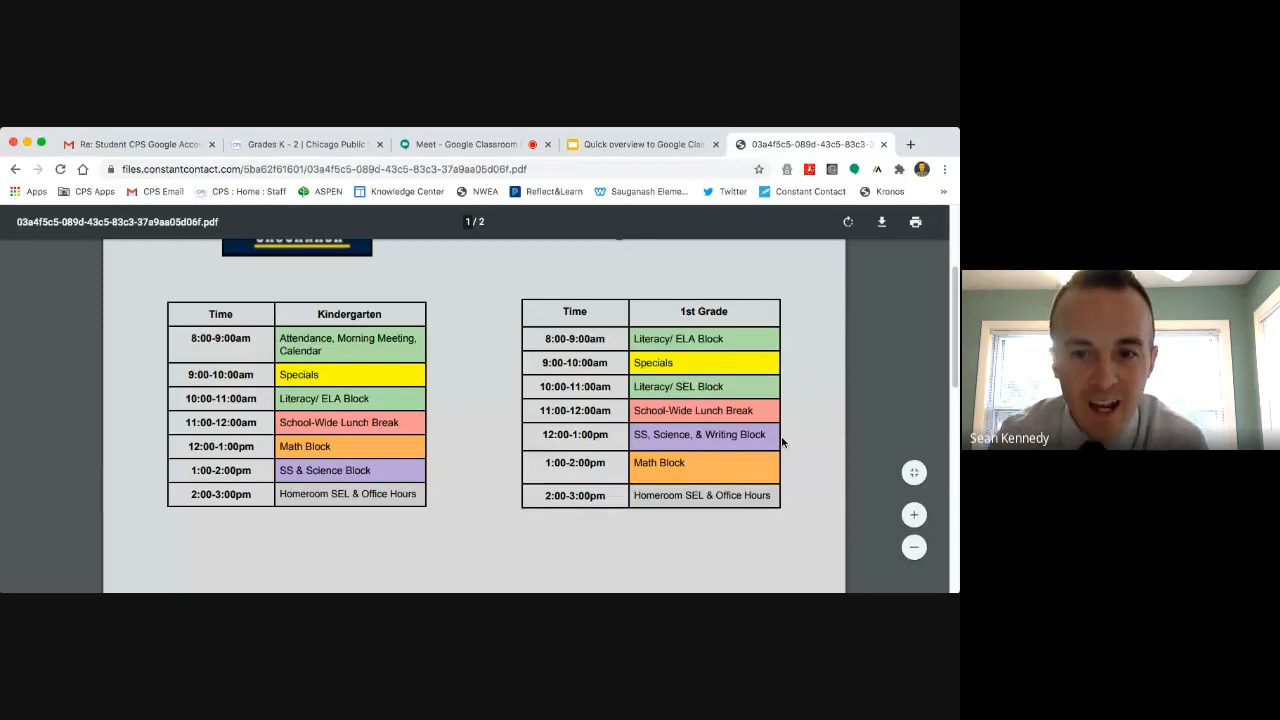 Re: Student CPS Google Acco
Grades K - 2 | Chicago Public
Meet - Google Classroom
Quick overview to Google Clas
03a4f5c5-089d-43c5-83c3-3
files.constantcontact.com/5ba62f61601/03a4f5c5-089d-43c5-83c3-37a9aa05d06f.pdf
Apps CPS Apps CPS Email CPS : Home : Staff ASPEN Knowledge Center NWEA Reflect&Learn Sauganash Eleme... Twitter Constant Contact Kronos »
03a4f5c5-089d-43c5-83c3-37a9aa05d06f.pdf
1 / 2
Time Kindergarten
8:00-9:00am Attendance, Morning Meeting,
Calendar
9:00-10:00am Specials
10:00-11:00am Literacy/ ELA Block
11:00-12:00am School-Wide Lunch Break
12:00-1:00pm Math Block
1:00-2:00pm SS & Science Block
2:00-3:00pm Homeroom SEL & Office Hours
Time 1st Grade
8:00-9:00am Literacy/ ELA Block
9:00-10:00am Specials
10:00-11:00am Literacy/ SEL Block
11:00-12:00am School-Wide Lunch Break
12:00-1:00pm SS, Science, & Writing Block
1:00-2:00pm Math Block
2:00-3:00pm Homeroom SEL & Office Hours
Sean Kennedy